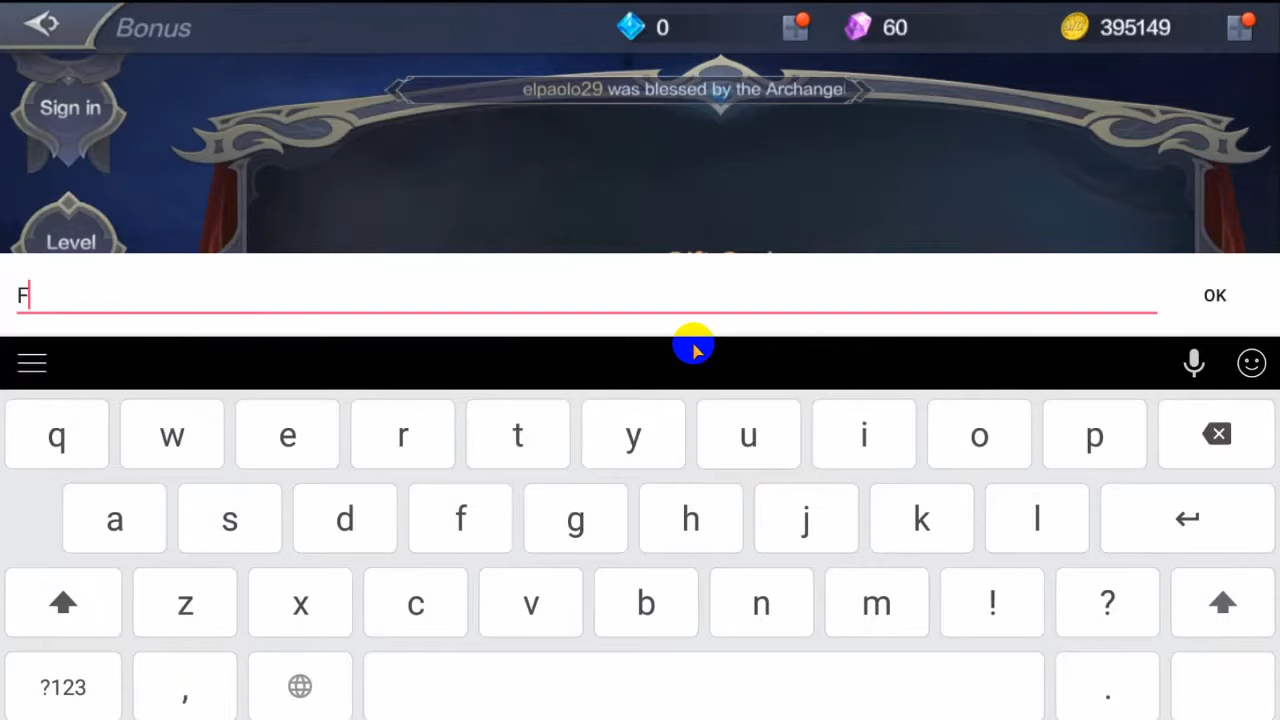 Bonus
0
60
395149
Sign in
elpaolo29 was blessed by the Archangel
Level
F
OK
q w e r t y u i o p
a s d f g h j k l
z x c v b n m ! ?
?123 , .